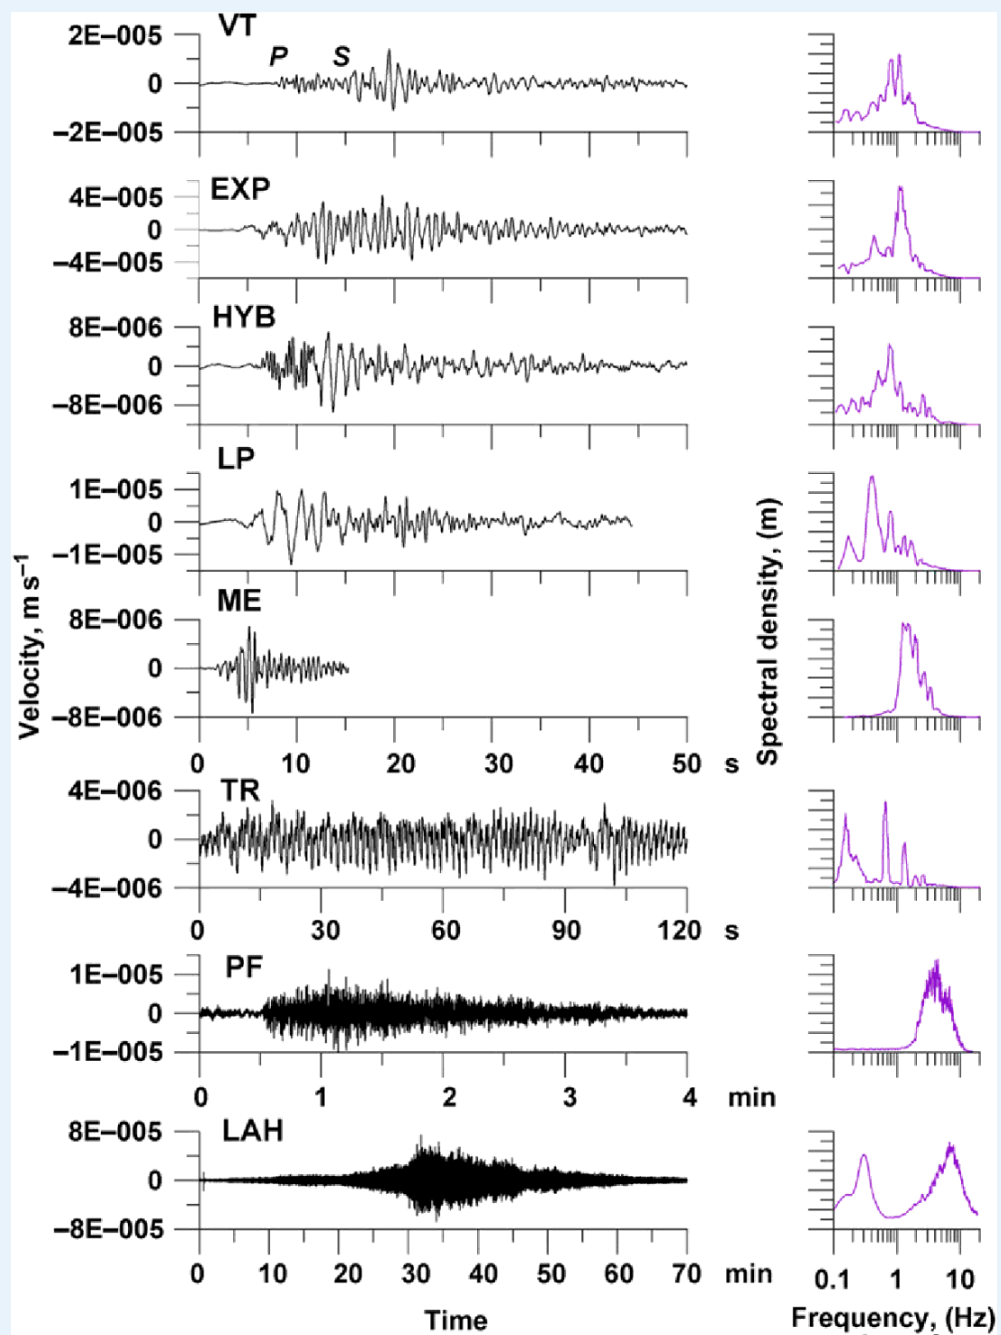 VT
2E–005
P S
0
–2E–005
EXP
4E–005
0
–4E–005
HYB
8E–006
0
–8E–006
LP
1E–005
0
–1E–005
ME
8E–006
0
–8E–006
0 10 20 30 40 50 s
TR
4E–006
0
–4E–006
0 30 60 90 120 s
PF
1E–005
0
–1E–005
0 1 2 3 4 min
LAH
8E–005
0
–8E–005
0 10 20 30 40 50 60 70 min
Time
Velocity, m s–1
Spectral density, (m)
0.1 1 10
Frequency, (Hz)